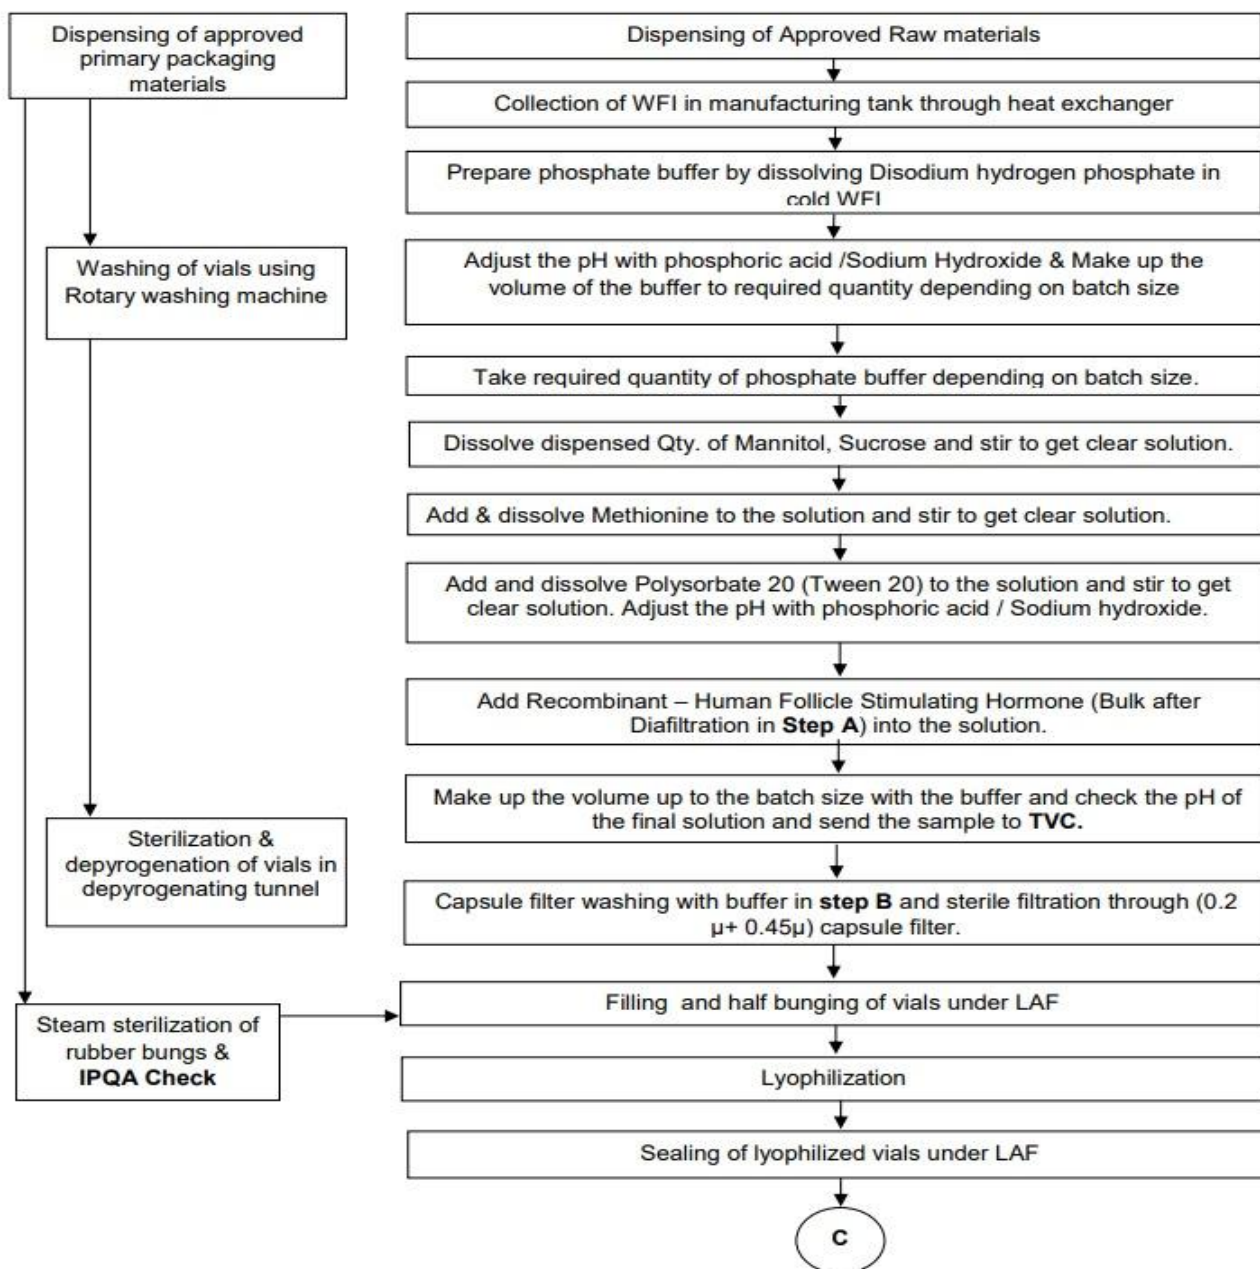 Dispensing of approved
primary packaging
materials
Dispensing of Approved Raw materials
Collection of WFI in manufacturing tank through heat exchanger
Prepare phosphate buffer by dissolving Disodium hydrogen phosphate in
cold WFI
Washing of vials using
Rotary washing machine
Adjust the pH with phosphoric acid /Sodium Hydroxide & Make up the
volume of the buffer to required quantity depending on batch size
Take required quantity of phosphate buffer depending on batch size.
Dissolve dispensed Qty. of Mannitol, Sucrose and stir to get clear solution.
Add & dissolve Methionine to the solution and stir to get clear solution.
Add and dissolve Polysorbate 20 (Tween 20) to the solution and stir to get
clear solution. Adjust the pH with phosphoric acid / Sodium hydroxide.
Add Recombinant – Human Follicle Stimulating Hormone (Bulk after
Diafiltration in Step A) into the solution.
Make up the volume up to the batch size with the buffer and check the pH of
the final solution and send the sample to TVC.
Sterilization &
depyrogenation of vials in
depyrogenating tunnel
Capsule filter washing with buffer in step B and sterile filtration through (0.2
µ+ 0.45µ) capsule filter.
Filling and half bunging of vials under LAF
Steam sterilization of
rubber bungs &
IPQA Check
Lyophilization
Sealing of lyophilized vials under LAF
C